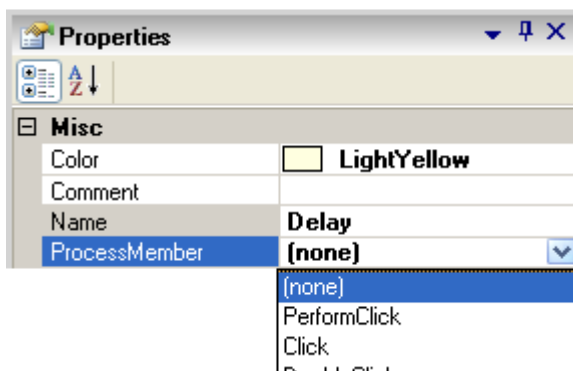 Properties
Misc
Color LightYellow
Comment
Name Delay
ProcessMember (none)
(none)
PerformClick
Click